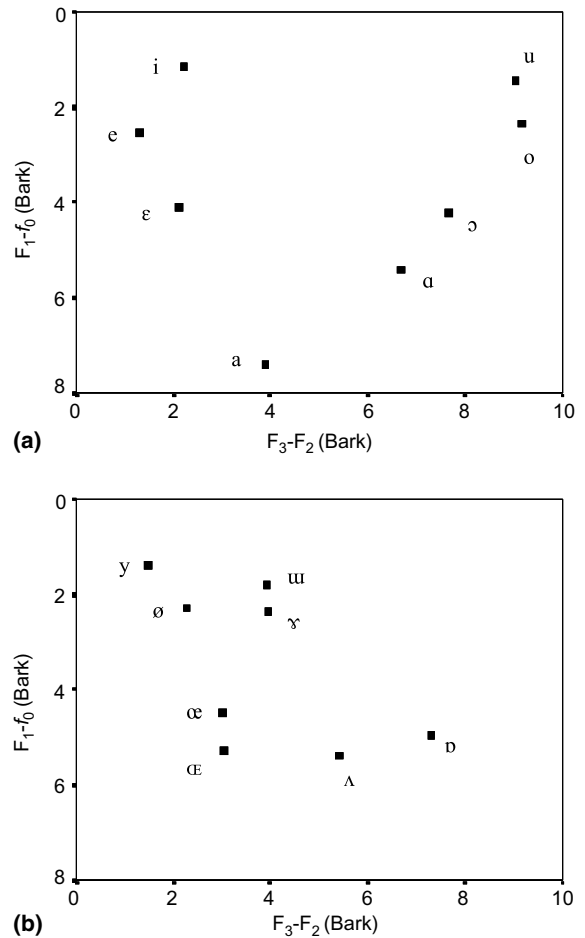 0
i
u
2
e
o
4
ε
ɔ
ɑ
6
a
8
0 2 4 6 8 10
F₁-f₀ (Bark)
(a)
F₃-F₂ (Bark)
0
y
ɯ
2
ø
ɤ
4
œ
ɶ
ʌ
ɒ
6
8
0 2 4 6 8 10
F₁-f₀ (Bark)
(b)
F₃-F₂ (Bark)